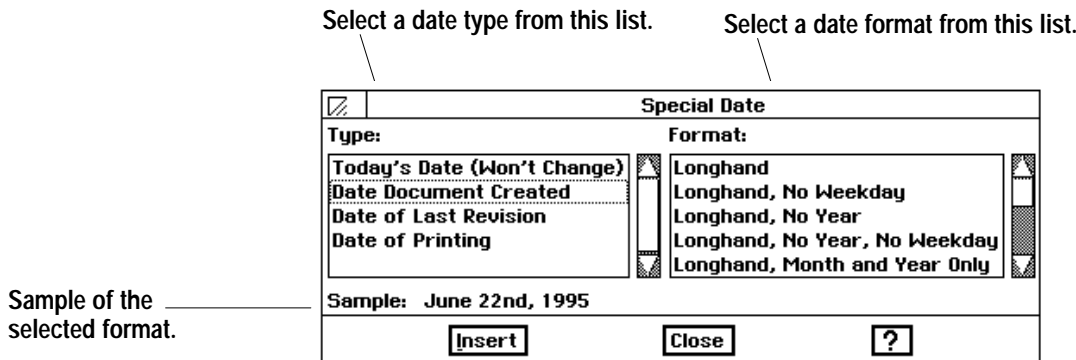 Select a date type from this list.
Select a date format from this list.
Special Date
Type:
Format:
Today's Date (Won't Change)
Date Document Created
Date of Last Revision
Date of Printing
Longhand
Longhand, No Weekday
Longhand, No Year
Longhand, No Year, No Weekday
Longhand, Month and Year Only
Sample of the
selected format.
Sample: June 22nd, 1995
Insert
Close
?